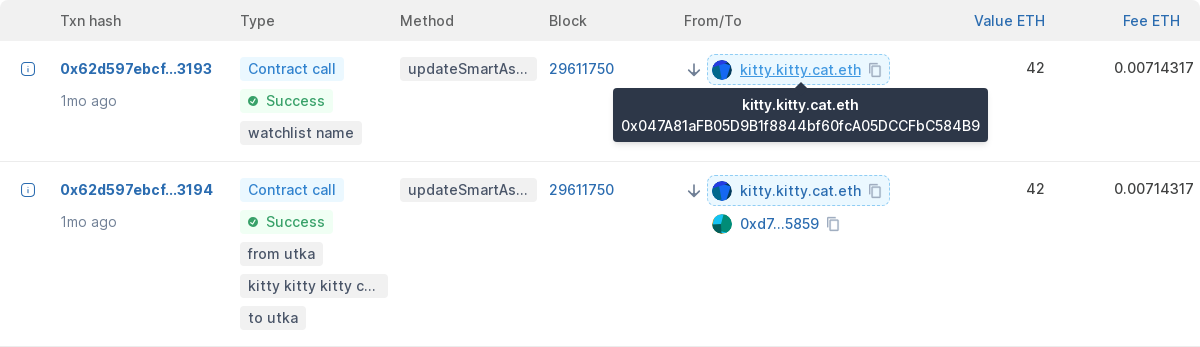 Txn hash Type Method Block From/To Value ETH Fee ETH
0x62d597ebcf...3193 Contract call updateSmartAs... 29611750 kitty.kitty.cat.eth 42 0.00714317
1mo ago Success
kitty.kitty.cat.eth
0x047A81aFB05D9B1f8844bf60fcA05DCCFbC584B9
watchlist name
0x62d597ebcf...3194 Contract call updateSmartAs... 29611750 kitty.kitty.cat.eth 42 0.00714317
1mo ago Success 0xd7...5859
from utka
kitty kitty kitty c...
to utka